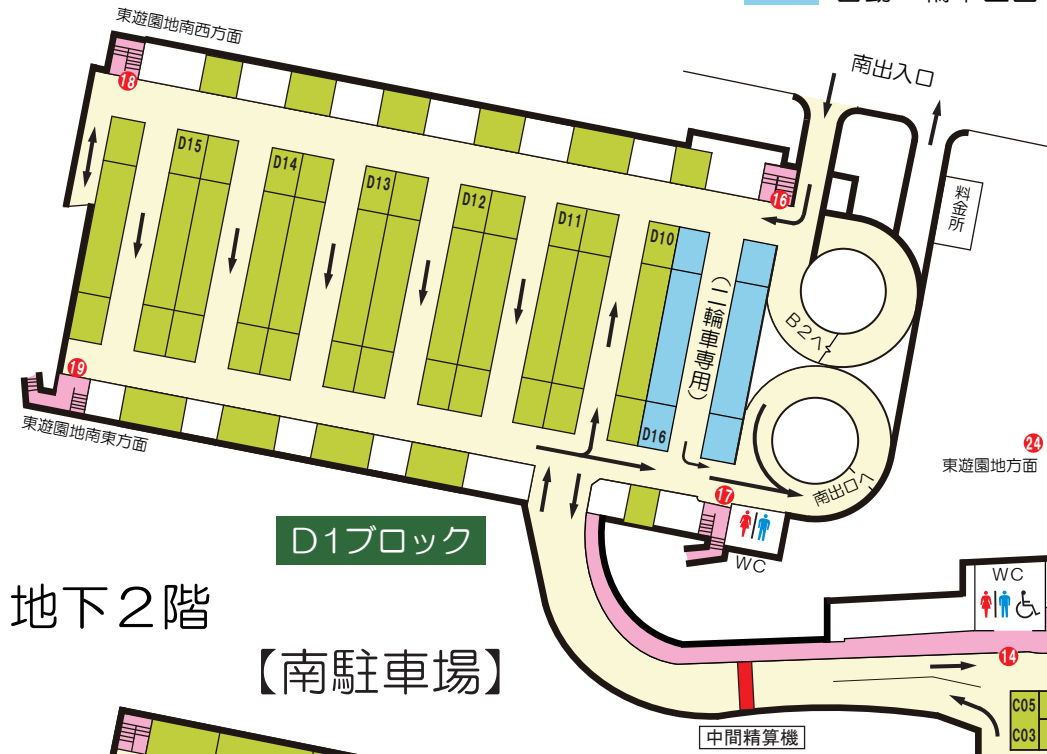 東遊園地南西方面
南出入口
18
D15
D14
D13
D12
D11
D10
16
料金所
(二輪車専用)
B2へ
19
東遊園地南東方面
D16
17
南出口へ
24
東遊園地方面
D1ブロック
WC
地下2階
【南駐車場】
WC
14
中間精算機
C05
C03